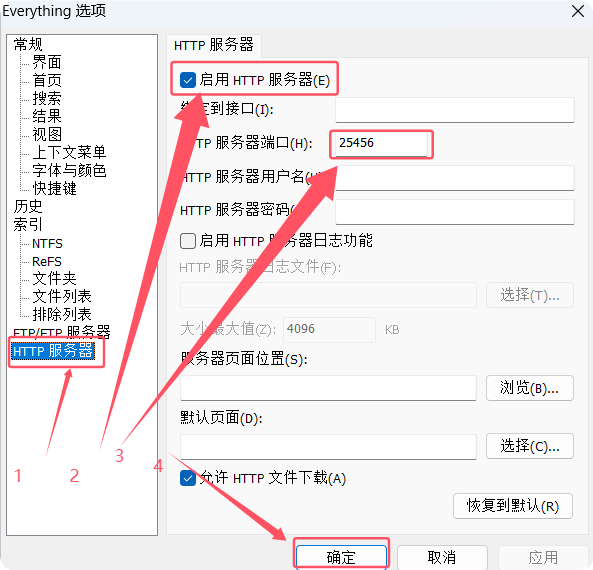 Everything 选项
常规
界面
首页
搜索
结果
视图
上下文菜单
字体与颜色
快捷键
历史
索引
NTFS
ReFS
文件夹
文件列表
排除列表
ETP/FTP 服务器
HTTP 服务器
1
2
3
4
HTTP 服务器
启用 HTTP 服务器(E)
绑定到接口(I):
HTTP 服务器端口(H):
25456
HTTP 服务器用户名(U):
HTTP 服务器密码
启用 HTTP 服务器日志功能
HTTP 服务器日志文件(F):
选择(T)...
大小最大值(Z):
4096
KB
服务器页面位置(S):
浏览(B)...
默认页面(D):
选择(C)...
允许 HTTP 文件下载(A)
恢复到默认(R)
确定
取消
应用